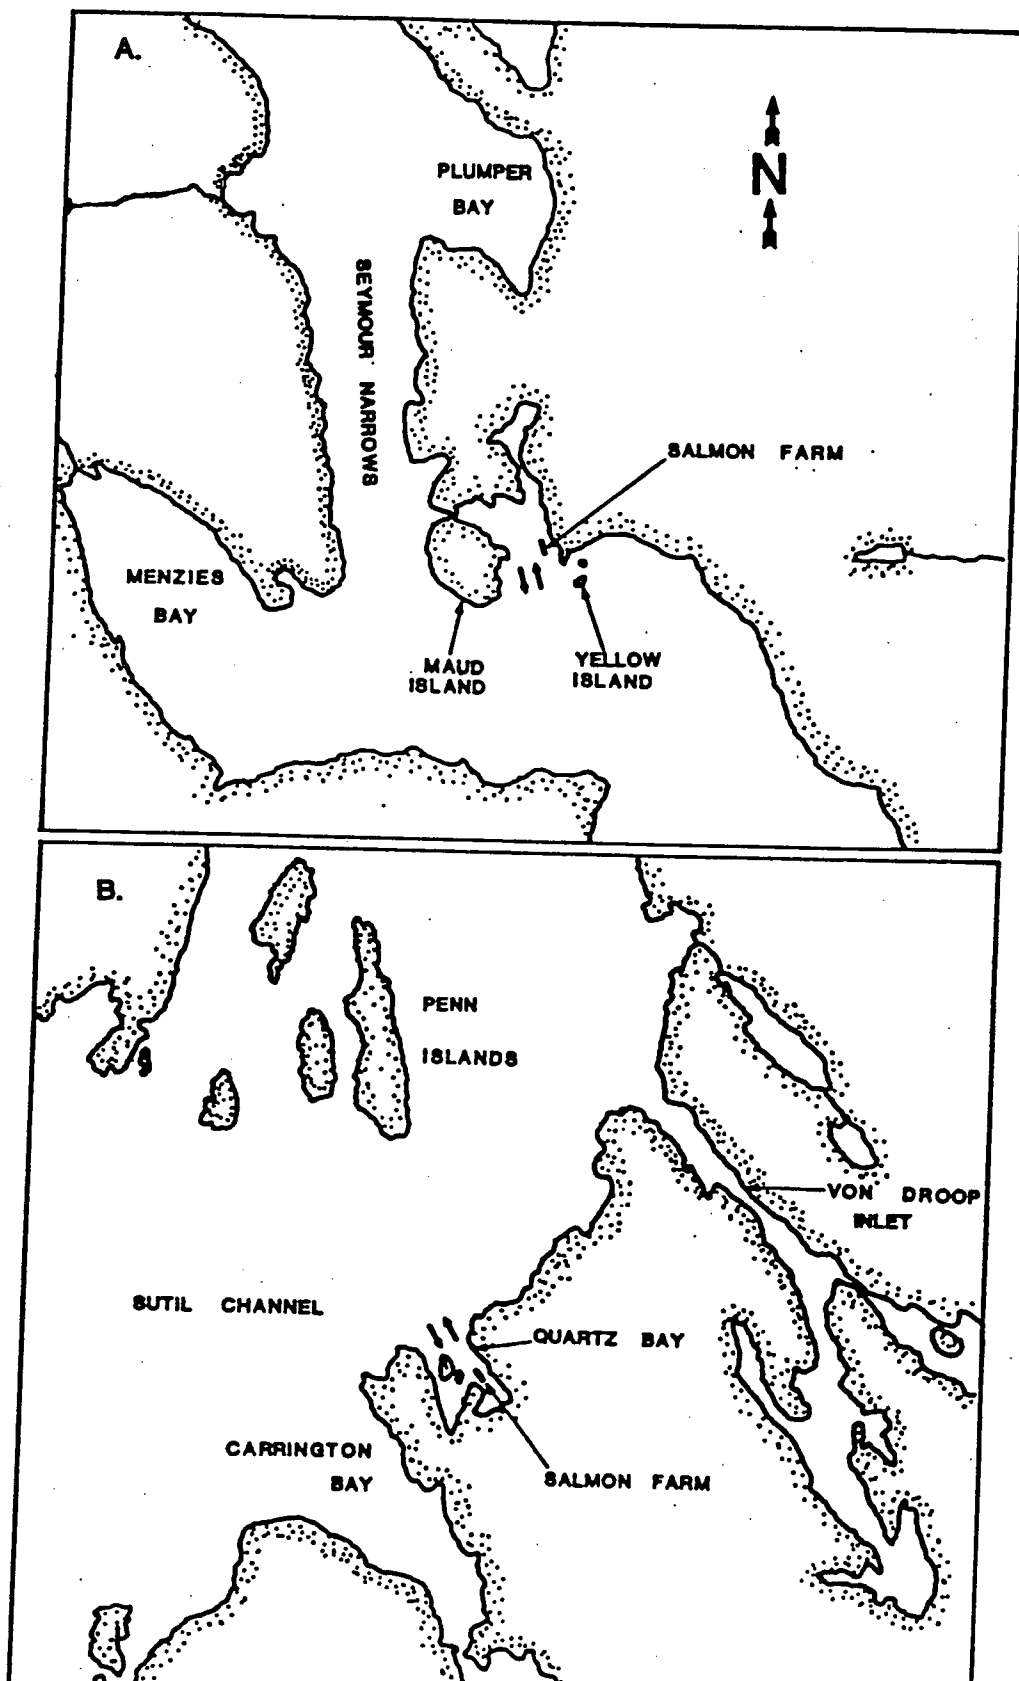 A.
N
PLUMPER
BAY
SEYMOUR NARROWS
SALMON FARM
MENZIES
BAY
MAUD
ISLAND
YELLOW
ISLAND
B.
PENN
ISLANDS
VON DROOP
INLET
SUTIL CHANNEL
QUARTZ BAY
CARRINGTON
BAY
SALMON FARM